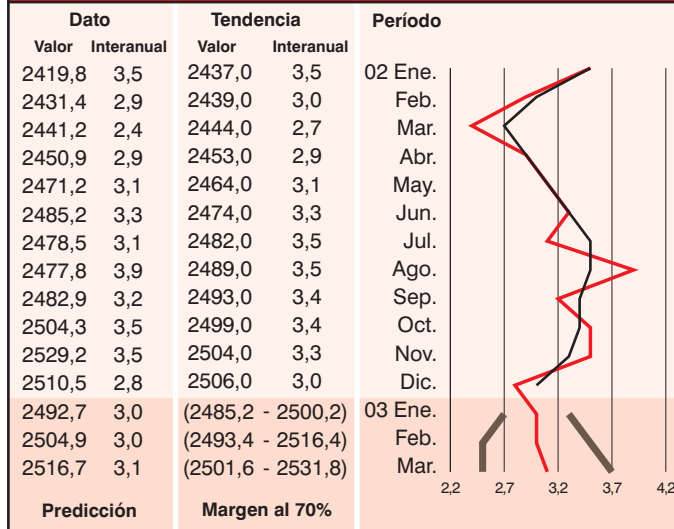 Dato Tendencia Período
Valor Interanual Valor Interanual
2419,8 3,5 2437,0 3,5 02 Ene.
2431,4 2,9 2439,0 3,0 Feb.
2441,2 2,4 2444,0 2,7 Mar.
2450,9 2,9 2453,0 2,9 Abr.
2471,2 3,1 2464,0 3,1 May.
2485,2 3,3 2474,0 3,3 Jun.
2478,5 3,1 2482,0 3,5 Jul.
2477,8 3,9 2489,0 3,5 Ago.
2482,9 3,2 2493,0 3,4 Sep.
2504,3 3,5 2499,0 3,4 Oct.
2529,2 3,5 2504,0 3,3 Nov.
2510,5 2,8 2506,0 3,0 Dic.
2492,7 3,0 (2485,2 - 2500,2) 03 Ene.
2504,9 3,0 (2493,4 - 2516,4) Feb.
2516,7 3,1 (2501,6 - 2531,8) Mar.
2,2 2,7 3,2 3,7 4,2
Predicción Margen al 70%